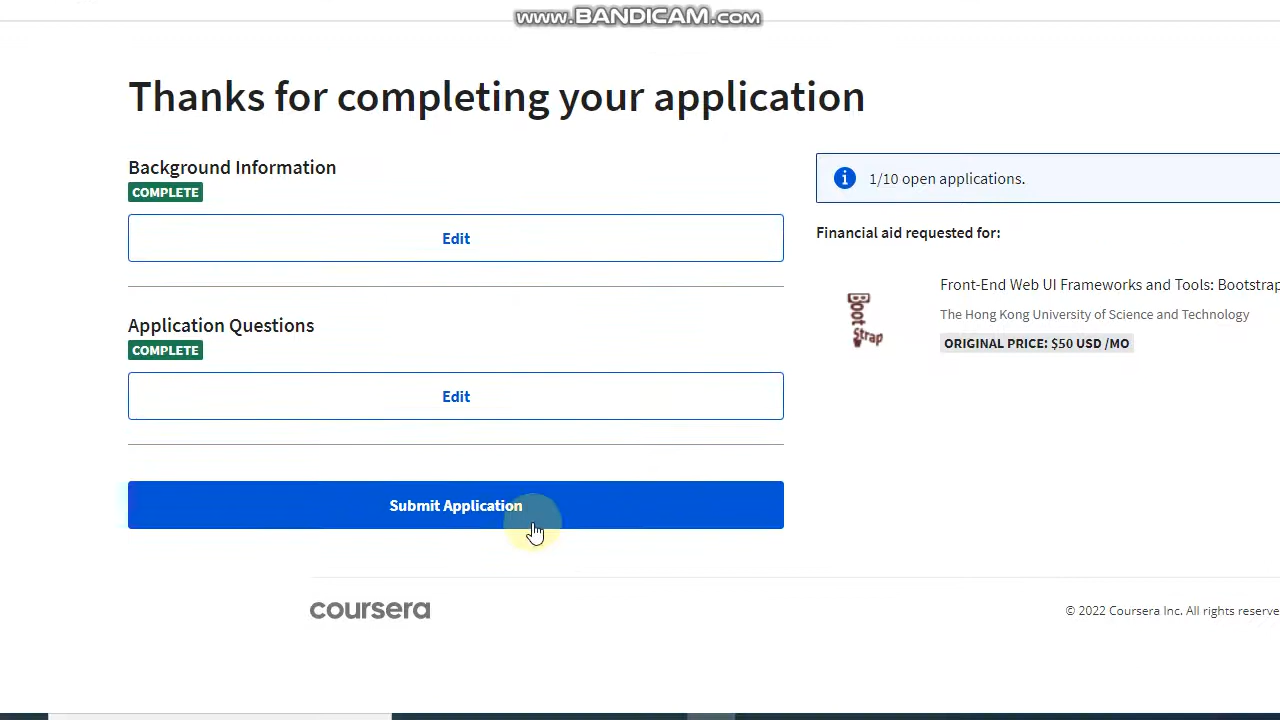 www.BANDICAM.com
Thanks for completing your application
Background Information
COMPLETE
Edit
Application Questions
COMPLETE
Edit
Submit Application
1/10 open applications.
Financial aid requested for:
Boot
Strap
Front-End Web UI Frameworks and Tools: Bootstrap
The Hong Kong University of Science and Technology
ORIGINAL PRICE: $50 USD /MO
coursera
© 2022 Coursera Inc. All rights reserve